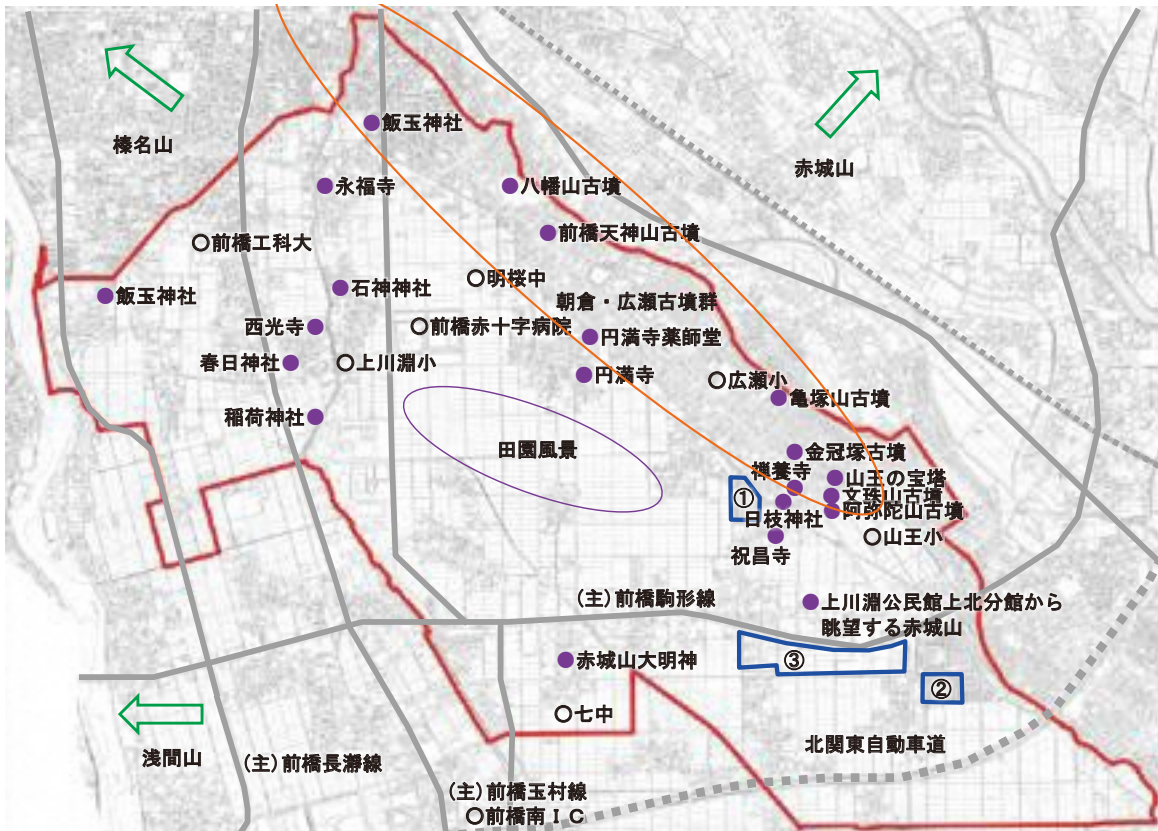 飯玉神社
榛名山
赤城山
永福寺
八幡山古墳
前橋天神山古墳
前橋工科大
明桜中
石神神社
飯玉神社
朝倉・広瀬古墳群
西光寺
前橋赤十字病院
円満寺薬師堂
春日神社
上川淵小
円満寺
広瀬小
亀塚山古墳
稲荷神社
田園風景
金冠塚古墳
禅養寺
山王の宝塔
①
文珠山古墳
日枝神社
阿弥陀山古墳
山王小
祝昌寺
(主)前橋駒形線
上川淵公民館上北分館から
眺望する赤城山
赤城山大明神
③
②
七中
浅間山
北関東自動車道
(主)前橋長瀞線
(主)前橋玉村線
前橋南ＩＣ